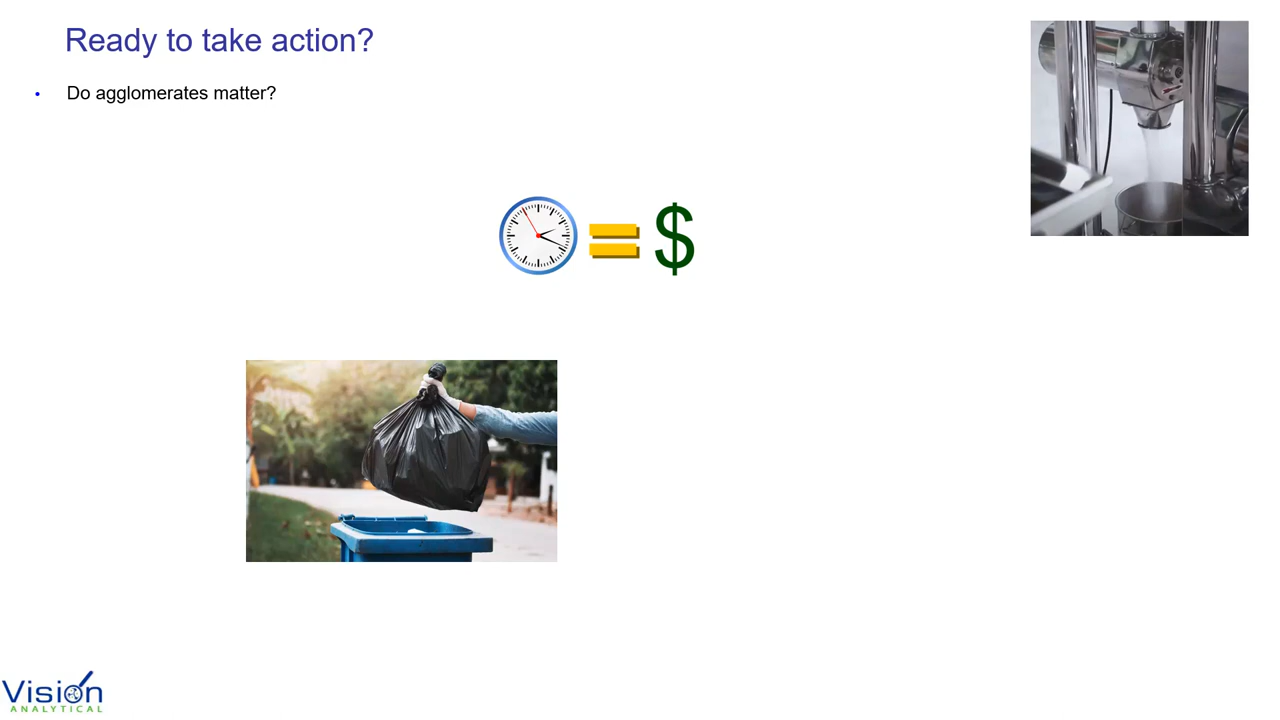 Ready to take action?
• Do agglomerates matter?
$
Vision
ANALYTICAL